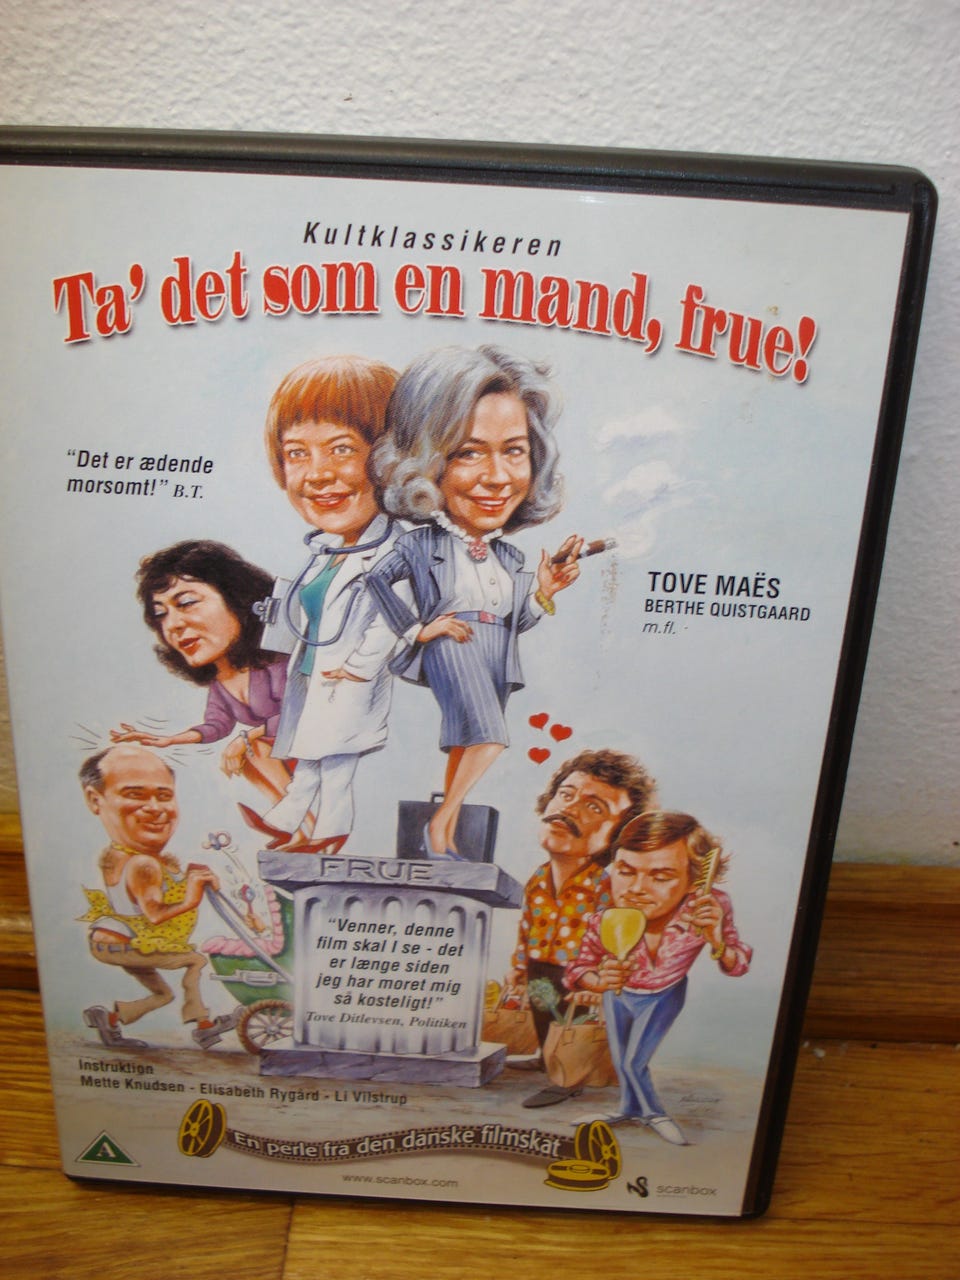 Kultklassikeren
Ta' det som en mand, frue!
"Det er ædende
morsomt!" B.T.
TOVE MAËS
BERTHE QUISTGAARD
m.fl.
FRUE
"Venner, denne
film skal I se - det
er længe siden
jeg har moret mig
så kosteligt!"
Tove Ditlevsen, Politiken
Instruktion
Mette Knudsen - Elisabeth Rygård - Li Vilstrup
En perle fra den danske filmskat
A
www.scanbox.com
scanbox